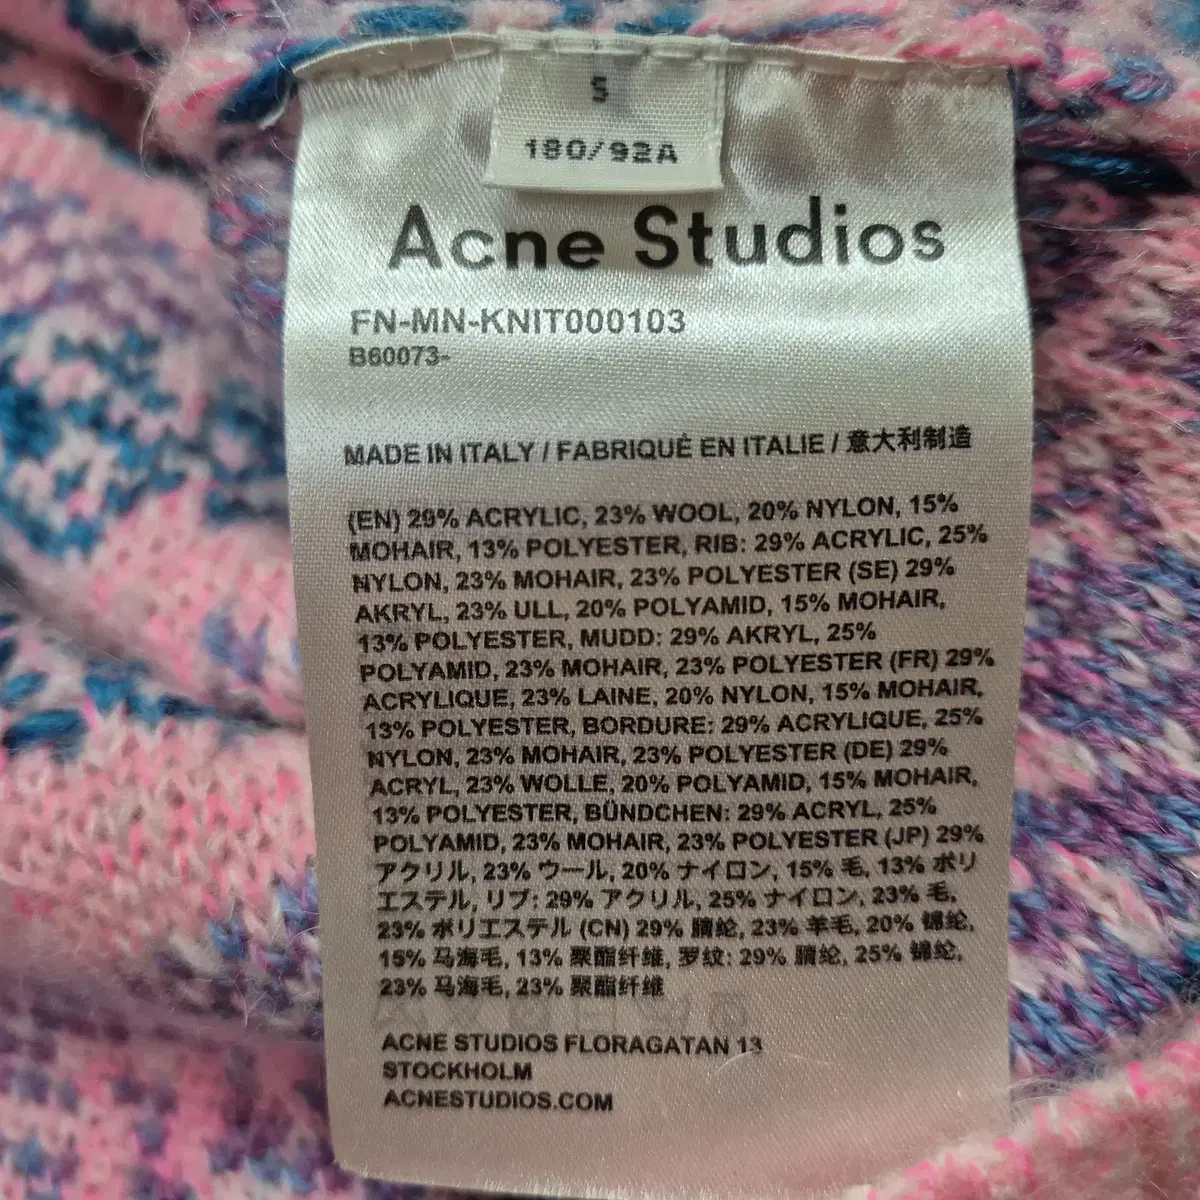 S
180/92A
Acne Studios
FN-MN-KNIT000103
B60073-
MADE IN ITALY / FABRIQUÉ EN ITALIE / 意大利制造
(EN) 29% ACRYLIC, 23% WOOL, 20% NYLON, 15%
MOHAIR, 13% POLYESTER, RIB: 29% ACRYLIC, 25%
NYLON, 23% MOHAIR, 23% POLYESTER (SE) 29%
AKRYL, 23% ULL, 20% POLYAMID, 15% MOHAIR,
13% POLYESTER, MUDD: 29% AKRYL, 25%
POLYAMID, 23% MOHAIR, 23% POLYESTER (FR) 29%
ACRYLIQUE, 23% LAINE, 20% NYLON, 15% MOHAIR,
13% POLYESTER, BORDURE: 29% ACRYLIQUE, 25%
NYLON, 23% MOHAIR, 23% POLYESTER (DE) 29%
ACRYL, 23% WOLLE, 20% POLYAMID, 15% MOHAIR,
13% POLYESTER, BÜNDCHEN: 29% ACRYL, 25%
POLYAMID, 23% MOHAIR, 23% POLYESTER (JP) 29%
アクリル, 23% ウール, 20% ナイロン, 15% 毛, 13% ポリ
エステル, リブ: 29% アクリル, 25% ナイロン, 23% 毛,
23% ポリエステル (CN) 29% 腈纶, 23% 羊毛, 20% 锦纶,
15% 马海毛, 13% 聚酯纤维, 罗纹: 29% 腈纶, 25% 锦纶,
23% 马海毛, 23% 聚酯纤维
ACNE STUDIOS FLORAGATAN 13
STOCKHOLM
ACNESTUDIOS.COM